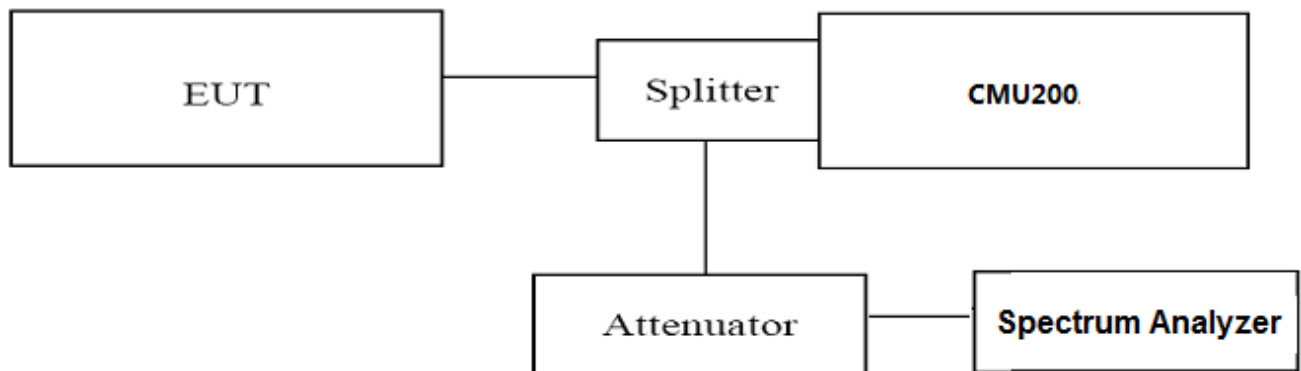 EUT
Splitter
CMU200.
Attenuator
Spectrum Analyzer